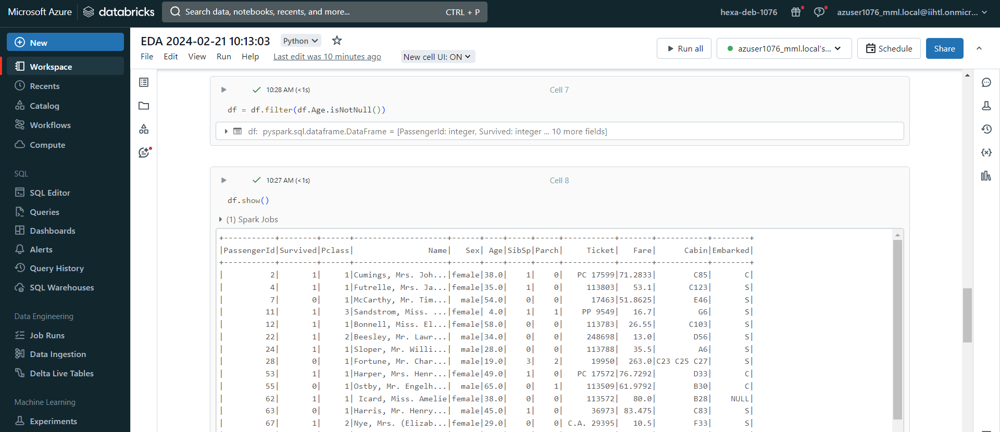 Microsoft Azure databricks Search data, notebooks, recents, and more... CTRL + P hexa-deb-1076 azuser1076_mml.local@iihtl.onmicr...
New
Workspace
Recents
Catalog
Workflows
Compute
SQL
SQL Editor
Queries
Dashboards
Alerts
Query History
SQL Warehouses
Data Engineering
Job Runs
Data Ingestion
Delta Live Tables
Machine Learning
Experiments
EDA 2024-02-21 10:13:03 Python
File Edit View Run Help Last edit was 10 minutes ago New cell UI: ON
Run all azuser1076_mml.local's... Schedule Share
10:28 AM (<1s) Cell 7
df = df.filter(df.Age.isNotNull())
df: pyspark.sql.dataframe.DataFrame = [PassengerId: integer, Survived: integer ... 10 more fields]
10:27 AM (<1s) Cell 8
df.show()
(1) Spark Jobs
+-----------+--------+------+--------------------+------+----+-----+-----+-----------+-------+-----------+--------+
|PassengerId|Survived|Pclass|                Name|   Sex| Age|SibSp|Parch|     Ticket|   Fare|      Cabin|Embarked|
+-----------+--------+------+--------------------+------+----+-----+-----+-----------+-------+-----------+--------+
|          2|       1|     1|Cumings, Mrs. Joh...|female|38.0|    1|    0|   PC 17599|71.2833|        C85|       C|
|          4|       1|     1|Futrelle, Mrs. Ja...|female|35.0|    1|    0|     113803|   53.1|       C123|       S|
|          7|       0|     1|McCarthy, Mr. Tim...|  male|54.0|    0|    0|      17463|51.8625|        E46|       S|
|         11|       1|     3|Sandstrom, Miss. ...|female| 4.0|    1|    1|    PP 9549|   16.7|         G6|       S|
|         12|       1|     1|Bonnell, Miss. El...|female|58.0|    0|    0|     113783|  26.55|       C103|       S|
|         22|       1|     2|Beesley, Mr. Lawr...|  male|34.0|    0|    0|     248698|   13.0|        D56|       S|
|         24|       1|     1|Sloper, Mr. Willi...|  male|28.0|    0|    0|     113788|   35.5|         A6|       S|
|         28|       0|     1|Fortune, Mr. Char...|  male|19.0|    3|    2|      19950|  263.0|C23 C25 C27|       S|
|         53|       1|     1|Harper, Mrs. Henr...|female|49.0|    1|    0|   PC 17572|76.7292|        D33|       C|
|         55|       0|     1|Ostby, Mr. Engelh...|  male|65.0|    0|    1|     113509|61.9792|        B30|       C|
|         62|       1|     1| Icard, Miss. Amelie|female|38.0|    0|    0|     113572|   80.0|        B28|    NULL|
|         63|       0|     1|Harris, Mr. Henry...|  male|45.0|    1|    0|      36973| 83.475|        C83|       S|
|         67|       1|     2|Nye, Mrs. (Elizab...|female|29.0|    0|    0| C.A. 29395|   10.5|        F33|       S|